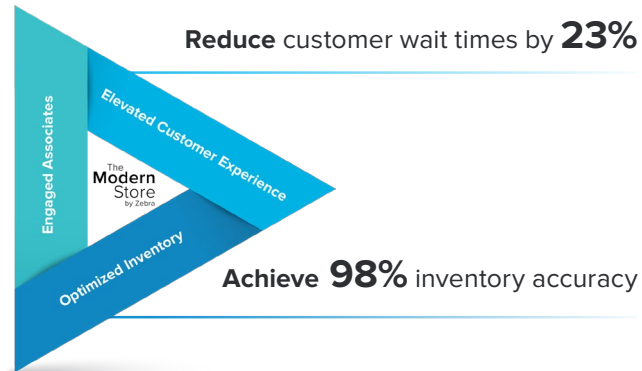 Reduce customer wait times by 23%
Elevated Customer Experience
Engaged Associates
The
Modern
Store
by Zebra
Optimized Inventory
Achieve 98% inventory accuracy